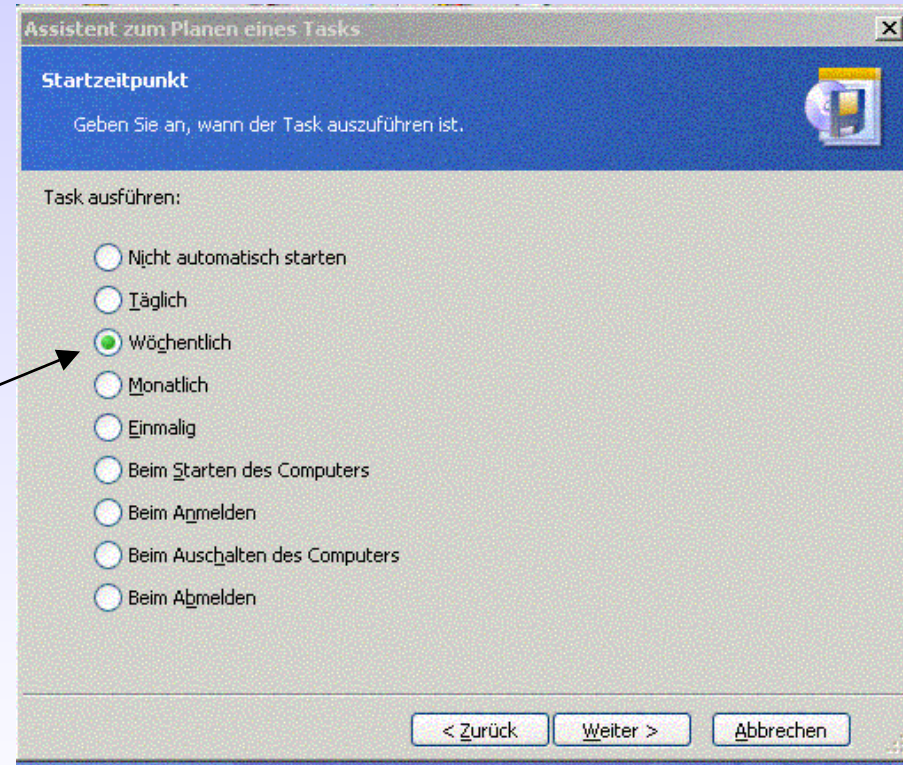 Assistent zum Planen eines Tasks
Startzeitpunkt
Geben Sie an, wann der Task auszuführen ist.
Task ausführen:
Nicht automatisch starten
Täglich
Wöchentlich
Monatlich
Einmalig
Beim Starten des Computers
Beim Anmelden
Beim Auschalten des Computers
Beim Abmelden
< Zurück Weiter > Abbrechen